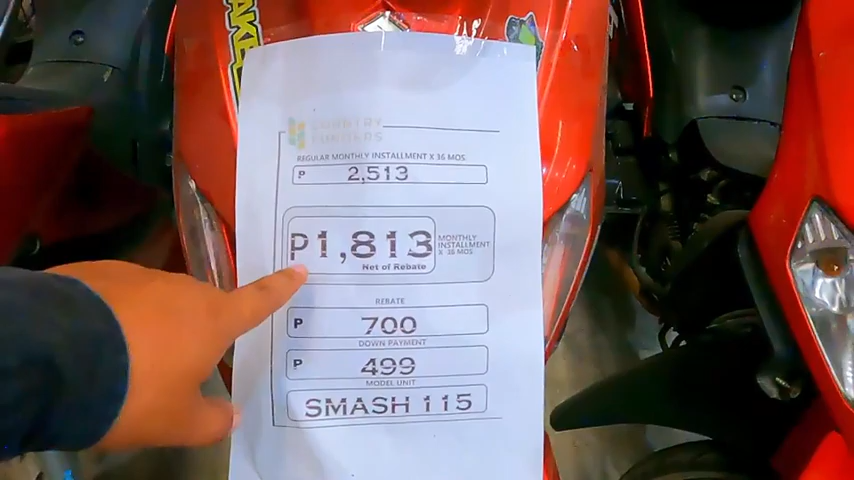 REGULAR MONTHLY INSTALLMENT X 36 MOS.
P 2,513
P1,813 MONTHLY
INSTALLMENT
X 36 MOS
Net of Rebate
REBATE
P 700
DOWN PAYMENT
P 499
MODEL UNIT
SMASH 115